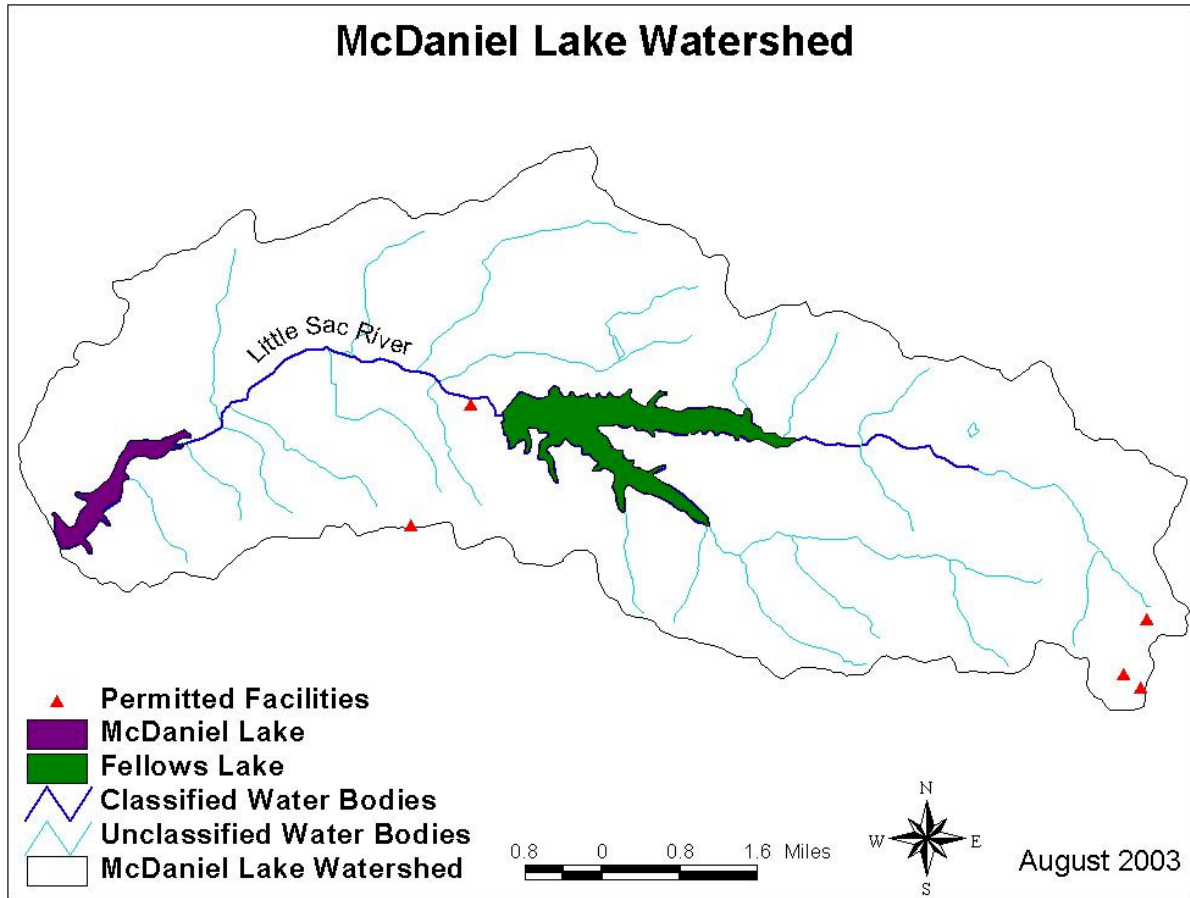 McDaniel Lake Watershed
Little Sac River
Permitted Facilities
McDaniel Lake
Fellows Lake
Classified Water Bodies
Unclassified Water Bodies
McDaniel Lake Watershed
0.8 0 0.8 1.6 Miles
N
W E
S
August 2003